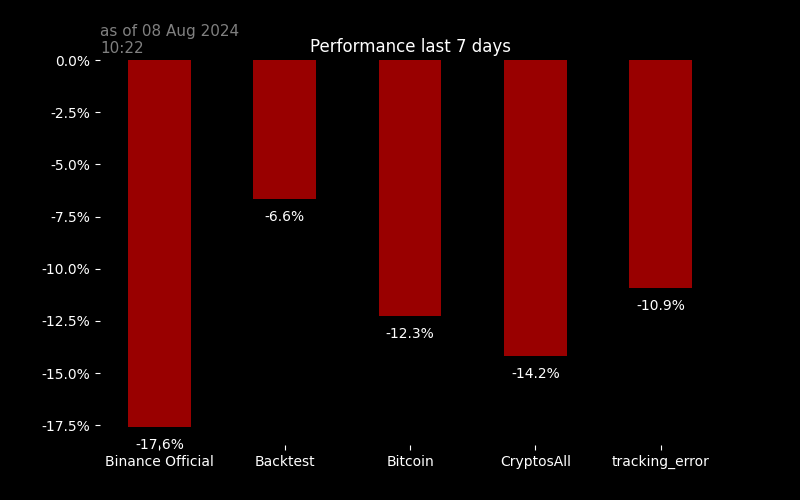 as of 08 Aug 2024
10:22
Performance last 7 days
0.0%
-2.5%
-5.0%
-7.5%
-10.0%
-12.5%
-15.0%
-17.5%
-17.6%
-6.6%
-12.3%
-14.2%
-10.9%
Binance Official
Backtest
Bitcoin
CryptosAll
tracking_error